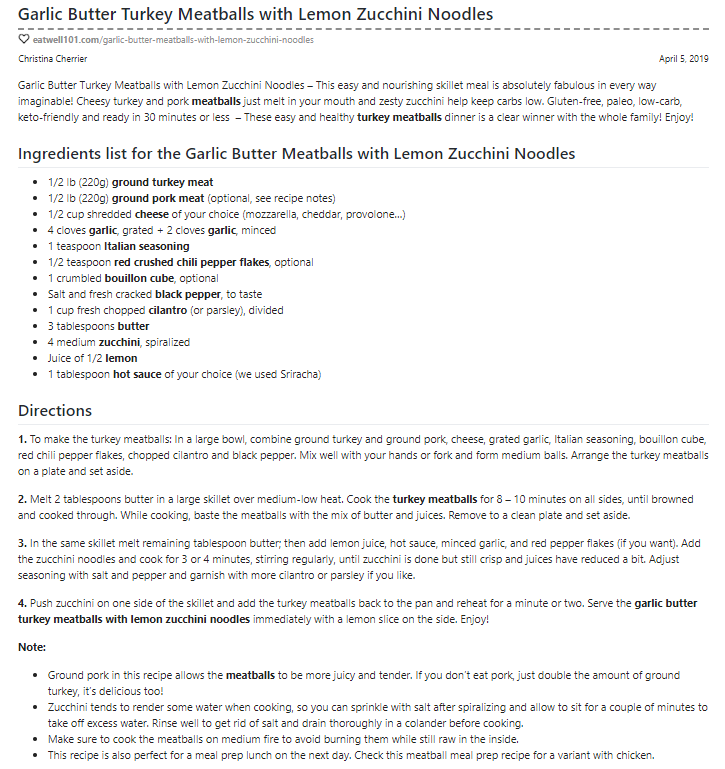 Garlic Butter Turkey Meatballs with Lemon Zucchini Noodles
eatwell101.com/garlic-butter-meatballs-with-lemon-zucchini-noodles
Christina Cherrier April 5, 2019
Garlic Butter Turkey Meatballs with Lemon Zucchini Noodles – This easy and nourishing skillet meal is absolutely fabulous in every way
imaginable! Cheesy turkey and pork meatballs just melt in your mouth and zesty zucchini help keep carbs low. Gluten-free, paleo, low-carb,
keto-friendly and ready in 30 minutes or less – These easy and healthy turkey meatballs dinner is a clear winner with the whole family! Enjoy!
Ingredients list for the Garlic Butter Meatballs with Lemon Zucchini Noodles
• 1/2 lb (220g) ground turkey meat
• 1/2 lb (220g) ground pork meat (optional, see recipe notes)
• 1/2 cup shredded cheese of your choice (mozzarella, cheddar, provolone...)
• 4 cloves garlic, grated + 2 cloves garlic, minced
• 1 teaspoon Italian seasoning
• 1/2 teaspoon red crushed chili pepper flakes, optional
• 1 crumbled bouillon cube, optional
• Salt and fresh cracked black pepper, to taste
• 1 cup fresh chopped cilantro (or parsley), divided
• 3 tablespoons butter
• 4 medium zucchini, spiralized
• Juice of 1/2 lemon
• 1 tablespoon hot sauce of your choice (we used Sriracha)
Directions
1. To make the turkey meatballs: In a large bowl, combine ground turkey and ground pork, cheese, grated garlic, Italian seasoning, bouillon cube,
red chili pepper flakes, chopped cilantro and black pepper. Mix well with your hands or fork and form medium balls. Arrange the turkey meatballs
on a plate and set aside.
2. Melt 2 tablespoons butter in a large skillet over medium-low heat. Cook the turkey meatballs for 8 – 10 minutes on all sides, until browned
and cooked through. While cooking, baste the meatballs with the mix of butter and juices. Remove to a clean plate and set aside.
3. In the same skillet melt remaining tablespoon butter; then add lemon juice, hot sauce, minced garlic, and red pepper flakes (if you want). Add
the zucchini noodles and cook for 3 or 4 minutes, stirring regularly, until zucchini is done but still crisp and juices have reduced a bit. Adjust
seasoning with salt and pepper and garnish with more cilantro or parsley if you like.
4. Push zucchini on one side of the skillet and add the turkey meatballs back to the pan and reheat for a minute or two. Serve the garlic butter
turkey meatballs with lemon zucchini noodles immediately with a lemon slice on the side. Enjoy!
Note:
• Ground pork in this recipe allows the meatballs to be more juicy and tender. If you don't eat pork, just double the amount of ground
turkey, it's delicious too!
• Zucchini tends to render some water when cooking, so you can sprinkle with salt after spiralizing and allow to sit for a couple of minutes to
take off excess water. Rinse well to get rid of salt and drain thoroughly in a colander before cooking.
• Make sure to cook the meatballs on medium fire to avoid burning them while still raw in the inside.
• This recipe is also perfect for a meal prep lunch on the next day. Check this meatball meal prep recipe for a variant with chicken.